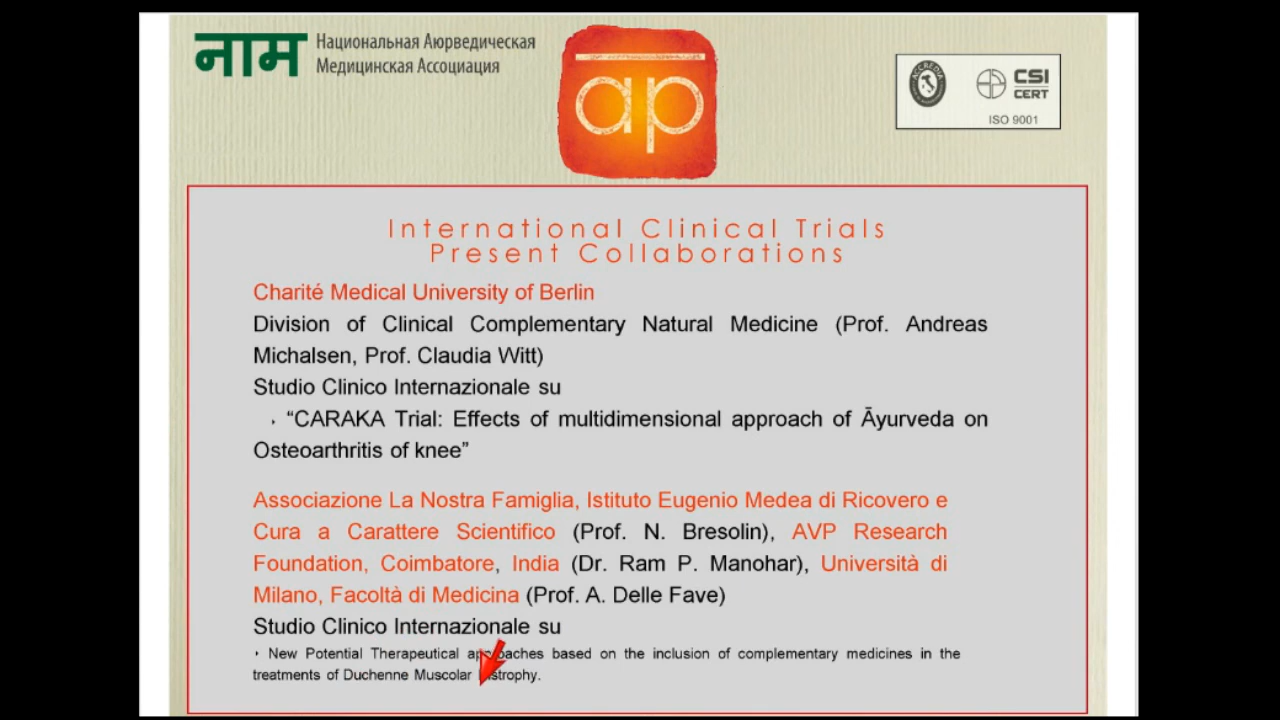 नाम Национальная Аюрведическая
Медицинская Ассоциация
ap
ACCREDIA
CSI
CERT
ISO 9001
International Clinical Trials
Present Collaborations
Charité Medical University of Berlin
Division of Clinical Complementary Natural Medicine (Prof. Andreas
Michalsen, Prof. Claudia Witt)
Studio Clinico Internazionale su
“CARAKA Trial: Effects of multidimensional approach of Āyurveda on
Osteoarthritis of knee”
Associazione La Nostra Famiglia, Istituto Eugenio Medea di Ricovero e
Cura a Carattere Scientifico (Prof. N. Bresolin), AVP Research
Foundation, Coimbatore, India (Dr. Ram P. Manohar), Università di
Milano, Facoltà di Medicina (Prof. A. Delle Fave)
Studio Clinico Internazionale su
· New Potential Therapeutical approaches based on the inclusion of complementary medicines in the
treatments of Duchenne Muscolar Distrophy.